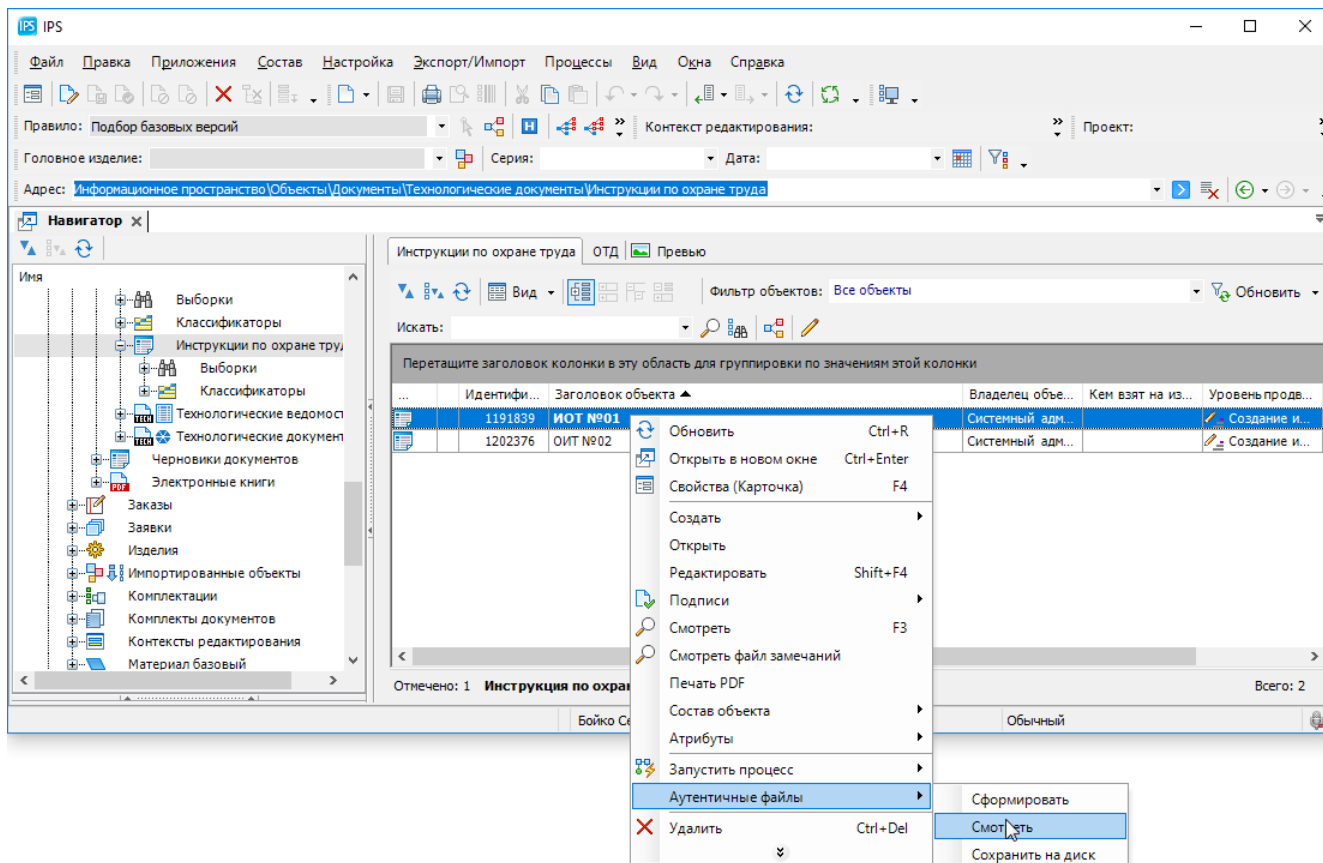 IPS
Файл Правка Приложения Состав Настройка Экспорт/Импорт Процессы Вид Окна Справка
Правило: Подбор базовых версий Контекст редактирования: Проект:
Головное изделие: Серия: Дата:
Адрес: Информационное пространство\Объекты\Документы\Технологические документы\Инструкции по охране труда
Навигатор
Инструкции по охране труда ОТД Превью
Имя
Вид Фильтр объектов: Все объекты Обновить
Искать:
Выборки
Классификаторы
Инструкции по охране тру
Выборки
Классификаторы
Технологические ведомост
Технологические документ
Черновики документов
Электронные книги
Заказы
Заявки
Изделия
Импортированные объекты
Комплектации
Комплекты документов
Контексты редактирования
Материал базовый
Перетащите заголовок колонки в эту область для группировки по значениям этой колонки
... Идентифи... Заголовок объекта Владелец объе... Кем взят на из... Уровень продв...
1191839 ИОТ №01 Системный адм... Создание и...
1202376 ОИТ №02 Системный адм... Создание и...
Обновить Ctrl+R
Открыть в новом окне Ctrl+Enter
Свойства (Карточка) F4
Создать
Открыть
Редактировать Shift+F4
Подписи
Смотреть F3
Смотреть файл замечаний
Печать PDF
Состав объекта
Атрибуты
Запустить процесс
Аутентичные файлы
Удалить Ctrl+Del
Сформировать
Смотреть
Сохранить на диск
Отмечено: 1 Инструкция по охра Всего: 2
Бойко Се Обычный